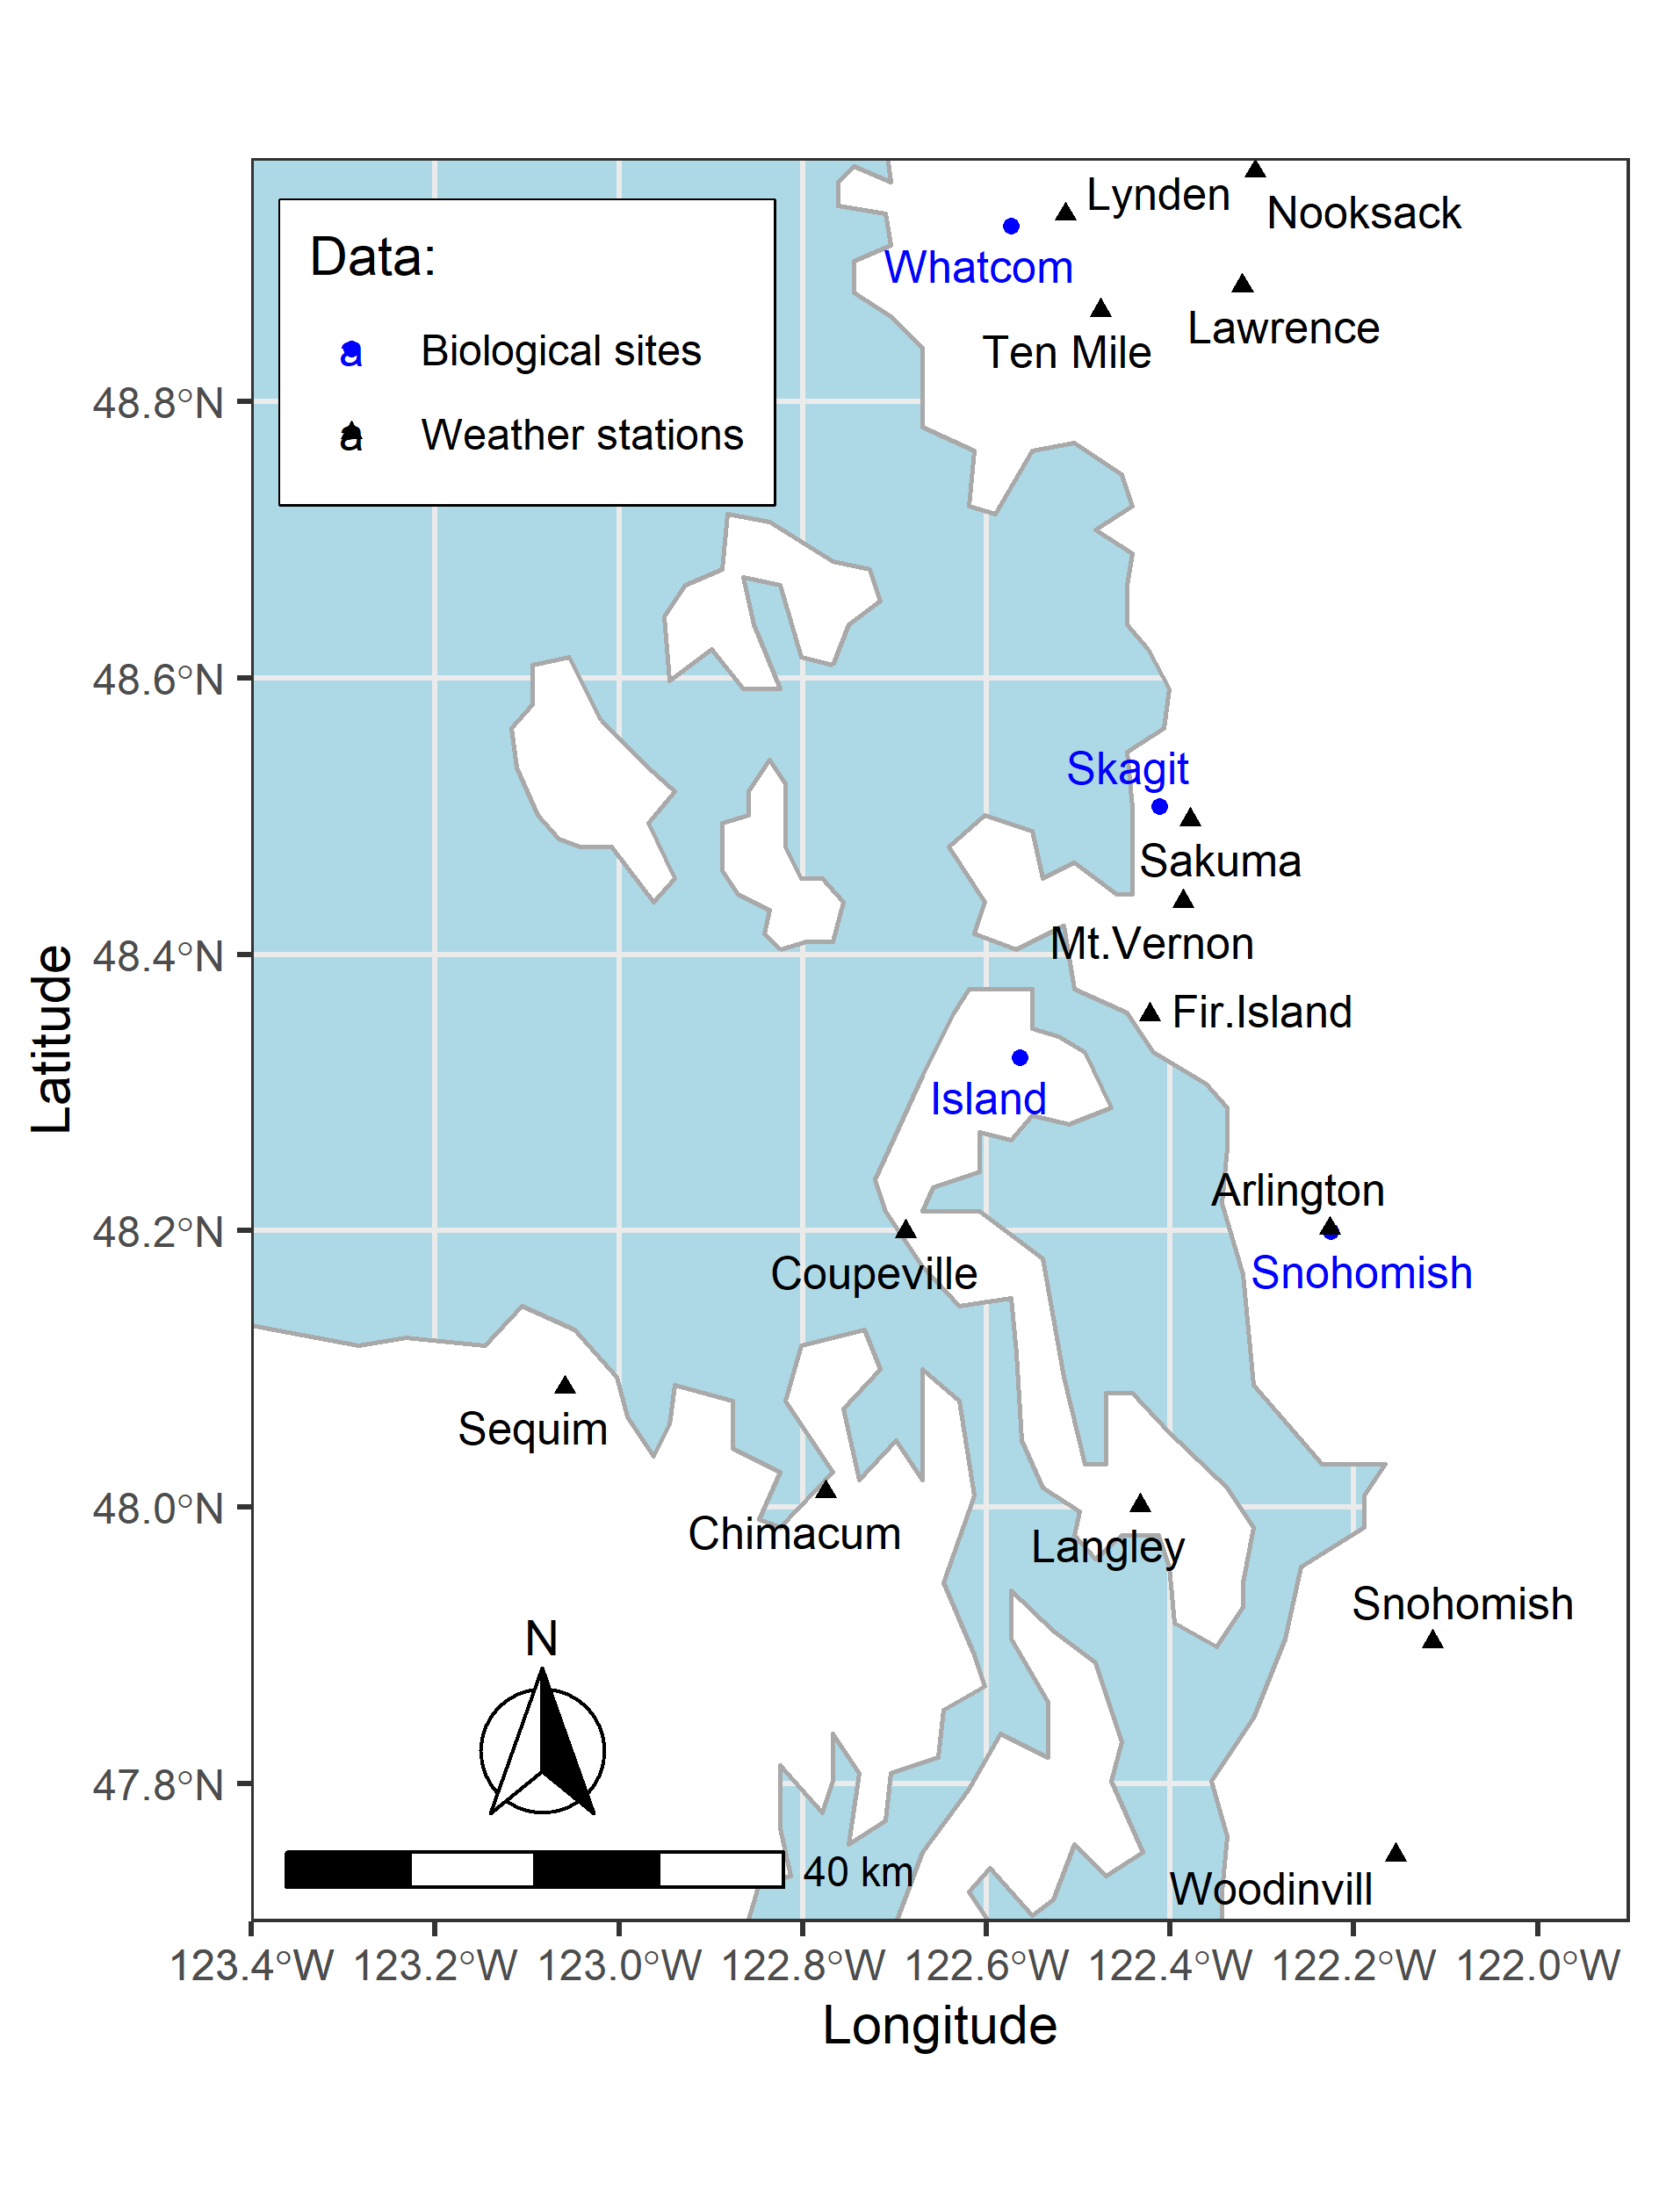 Lynden
Nooksack
Whatcom
Lawrence
Ten Mile
Data:
a Biological sites
a Weather stations
48.8°N
48.6°N
48.4°N
48.2°N
48.0°N
47.8°N
Latitude
Skagit
Sakuma
Mt.Vernon
Fir.Island
Island
Arlington
Snohomish
Coupeville
Sequim
Chimacum
Langley
Snohomish
N
40 km
Woodinvill
123.4°W 123.2°W 123.0°W 122.8°W 122.6°W 122.4°W 122.2°W 122.0°W
Longitude